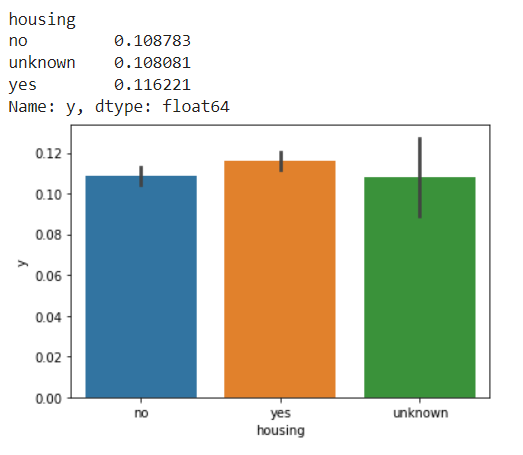 housing
no 0.108783
unknown 0.108081
yes 0.116221
Name: y, dtype: float64
0.12
0.10
0.08
0.06
0.04
0.02
0.00
y
no yes unknown
housing